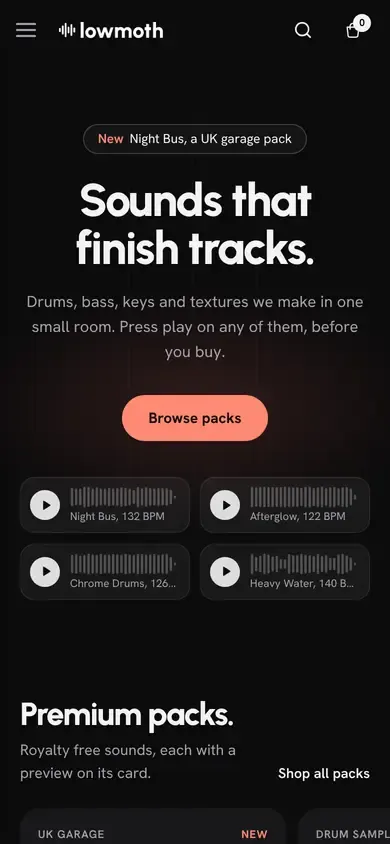 lowmoth
0
New Night Bus, a UK garage pack
Sounds that
finish tracks.
Drums, bass, keys and textures we make in one
small room. Press play on any of them, before
you buy.
Browse packs
Night Bus, 132 BPM
Afterglow, 122 BPM
Chrome Drums, 126...
Heavy Water, 140 B...
Premium packs.
Royalty free sounds, each with a
preview on its card.
Shop all packs
UK GARAGE
NEW
DRUM SAMPL